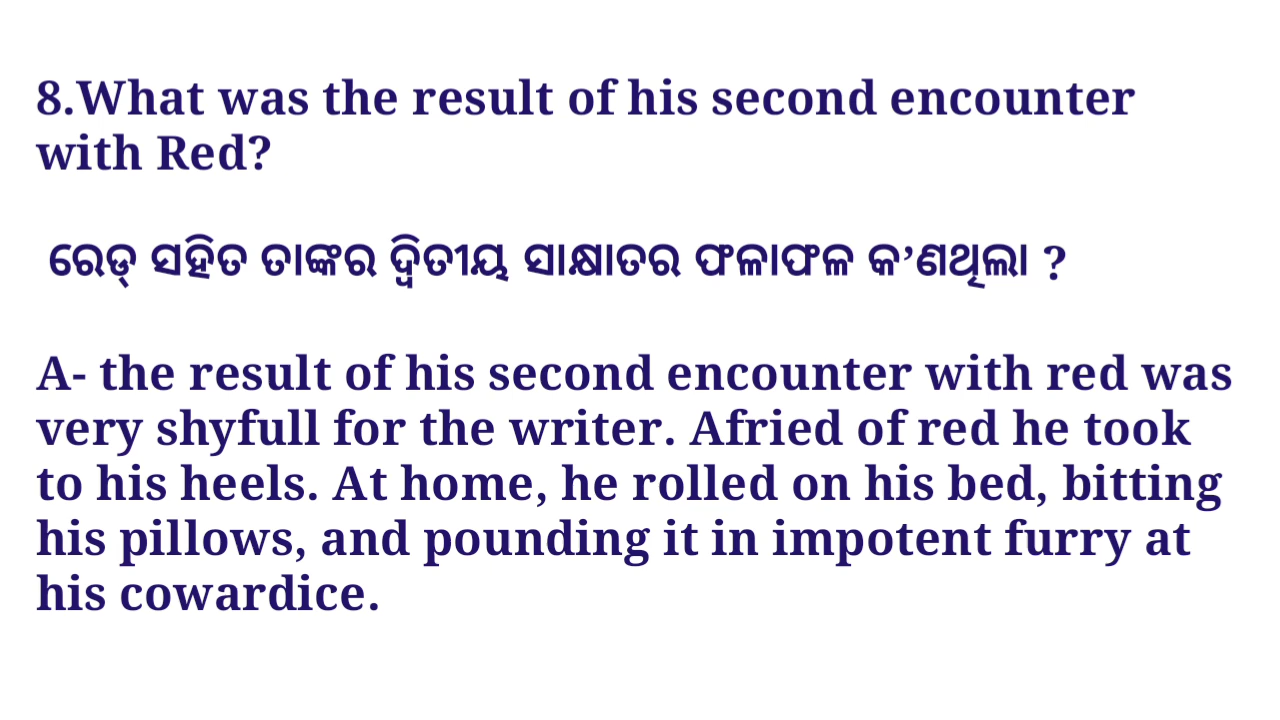 8.What was the result of his second encounter
with Red?
ରେଡ୍ ସହିତ ତାଙ୍କର ଦ୍ୱିତୀୟ ସାକ୍ଷାତର ଫଳାଫଳ କ’ଣଥିଲା ?
A- the result of his second encounter with red was
very shyfull for the writer. Afried of red he took
to his heels. At home, he rolled on his bed, bitting
his pillows, and pounding it in impotent furry at
his cowardice.